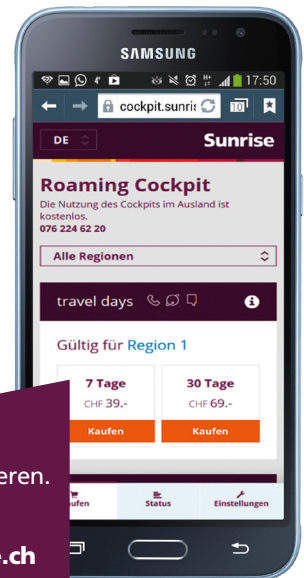 SAMSUNG
17:50
cockpit.sunri
DE
Sunrise
Roaming Cockpit
Die Nutzung des Cockpits im Ausland ist
kostenlos.
076 224 62 20
Alle Regionen
travel days
Gültig für Region 1
7 Tage
30 Tage
CHF 39.-
CHF 69.-
Kaufen
Kaufen
eren.
ufen
Status
Einstellungen
e.ch